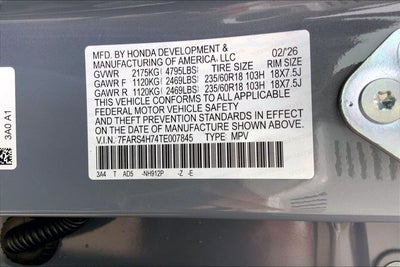 MFD. BY HONDA DEVELOPMENT &
MANUFACTURING OF AMERICA, LLC 02/'26
GVWR 2175KG(4795LBS) TIRE SIZE RIM SIZE
GAWR F 1120KG(2469LBS) 235/60R18 103H 18X7.5J
GAWR R 1120KG(2469LBS) 235/60R18 103H 18X7.5J
THIS VEHICLE CONFORMS TO ALL APPLICABLE
FEDERAL MOTOR VEHICLE SAFETY
AND THEFT PREVENTION STANDARDS IN EFFECT ON
THE DATE OF MANUFACTURE SHOWN ABOVE.
V.I.N.: 7FARS4H74TE007845 TYPE: MPV
3A4 T AD5 -NH912P -Z -E
3A0 A1